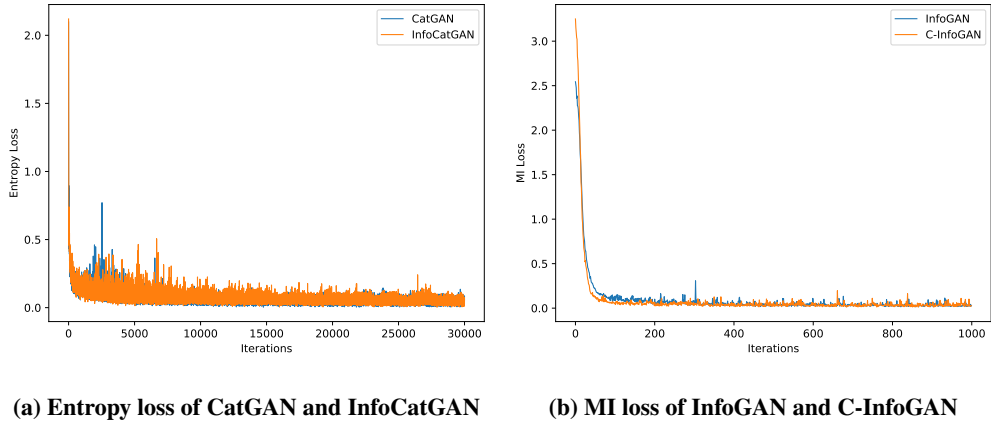 CatGAN
InfoCatGAN
2.0
1.5
1.0
0.5
0.0
Entropy Loss
0
5000
10000
15000
20000
25000
30000
Iterations
(a) Entropy loss of CatGAN and InfoCatGAN
InfoGAN
C-InfoGAN
3.0
2.5
2.0
1.5
1.0
0.5
0.0
MI Loss
0
200
400
600
800
1000
Iterations
(b) MI loss of InfoGAN and C-InfoGAN